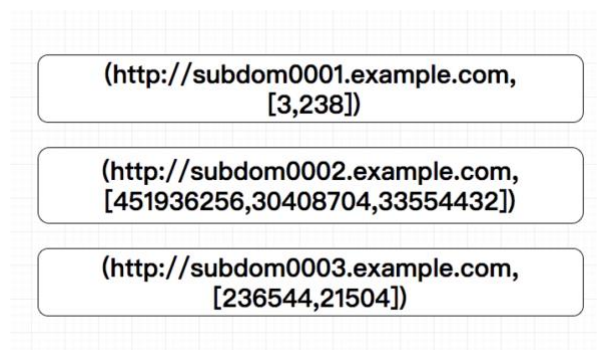 (http://subdom0001.example.com,
[3,238])
(http://subdom0002.example.com,
[451936256,30408704,33554432])
(http://subdom0003.example.com,
[236544,21504])